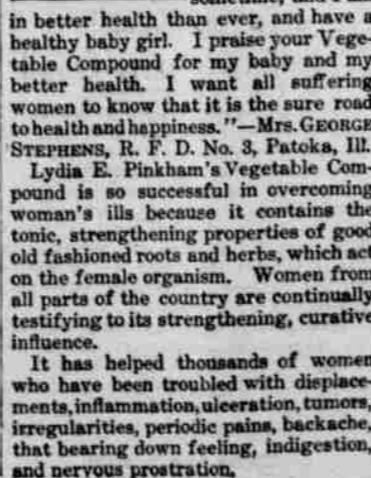 in better health than ever, and have a
healthy baby girl. I praise your Vege-
table Compound for my baby and my
better health. I want all suffering
women to know that it is the sure road
to health and happiness."—Mrs. GEORGE
STEPHENS, R. F. D. No. 3, Patoka, Ill.
Lydia E. Pinkham's Vegetable Com-
pound is so successful in overcoming
woman's ills because it contains the
tonic, strengthening properties of good
old fashioned roots and herbs, which act
on the female organism. Women from
all parts of the country are continually
testifying to its strengthening, curative
influence.
It has helped thousands of women
who have been troubled with displace-
ments, inflammation, ulceration, tumors,
irregularities, periodic pains, backache,
that bearing down feeling, indigestion,
and nervous prostration.